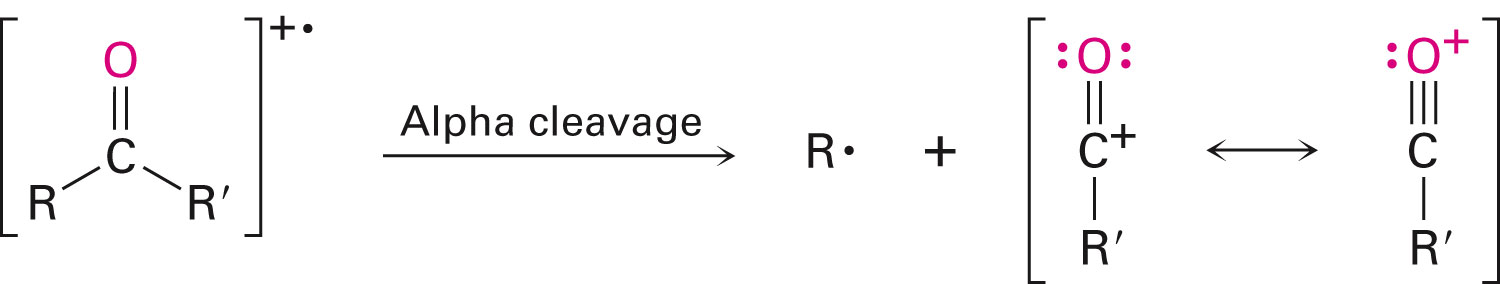 [ O ]+•
C
R R′
Alpha cleavage
R• +
[ :O: ↔ :O+ ]
C+ C
R′ R′